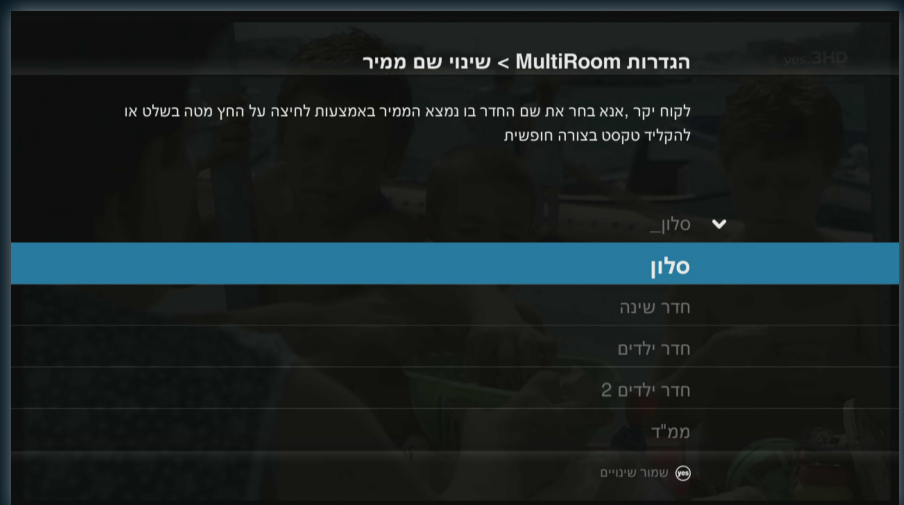 yes.3HD
הגדרות MultiRoom > שינוי שם ממיר
לקוח יקר ,אנא בחר את שם החדר בו נמצא הממיר באמצעות לחיצה על החץ מטה בשלט או
להקליד טקסט בצורה חופשית
סלון_
סלון
חדר שינה
חדר ילדים
חדר ילדים 2
ממ"ד
yes שמור שינויים